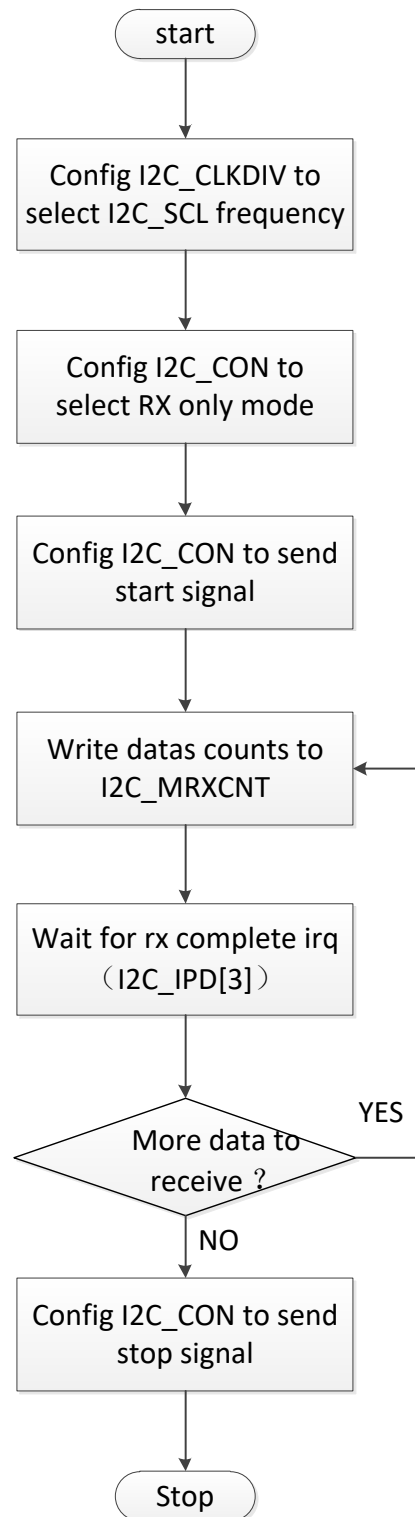 start
Config I2C_CLKDIV to
select I2C_SCL frequency
Config I2C_CON to
select RX only mode
Config I2C_CON to send
start signal
Write datas counts to
I2C_MRXCNT
Wait for rx complete irq
（I2C_IPD[3]）
YES
More data to
receive ？
NO
Config I2C_CON to send
stop signal
Stop